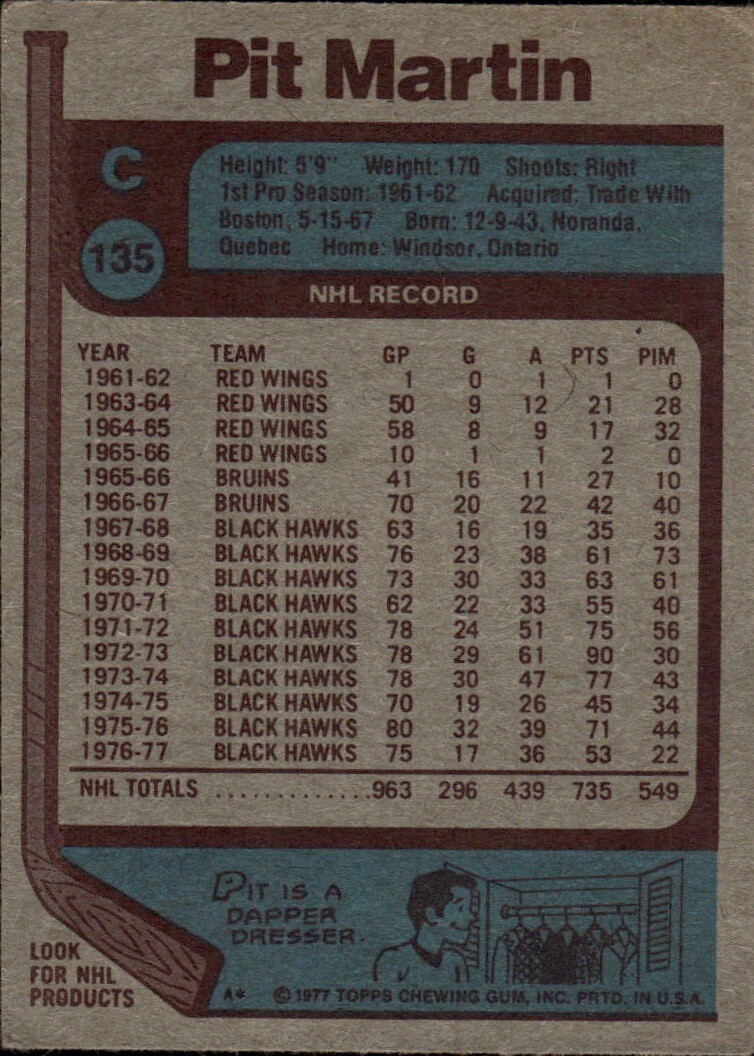 Pit Martin
C
135
Height: 5'9" Weight: 170 Shoots: Right
1st Pro Season: 1961-62 Acquired: Trade With
Boston, 5-15-67 Born: 12-9-43, Noranda,
Quebec Home: Windsor, Ontario
NHL RECORD
YEAR TEAM GP G A PTS PIM
1961-62 RED WINGS 1 0 1 1 0
1963-64 RED WINGS 50 9 12 21 28
1964-65 RED WINGS 58 8 9 17 32
1965-66 RED WINGS 10 1 1 2 0
1965-66 BRUINS 41 16 11 27 10
1966-67 BRUINS 70 20 22 42 40
1967-68 BLACK HAWKS 63 16 19 35 36
1968-69 BLACK HAWKS 76 23 38 61 73
1969-70 BLACK HAWKS 73 30 33 63 61
1970-71 BLACK HAWKS 62 22 33 55 40
1971-72 BLACK HAWKS 78 24 51 75 56
1972-73 BLACK HAWKS 78 29 61 90 30
1973-74 BLACK HAWKS 78 30 47 77 43
1974-75 BLACK HAWKS 70 19 26 45 34
1975-76 BLACK HAWKS 80 32 39 71 44
1976-77 BLACK HAWKS 75 17 36 53 22
NHL TOTALS .............963 296 439 735 549
PIT IS A
DAPPER
DRESSER.
LOOK
FOR NHL
PRODUCTS
A* © 1977 TOPPS CHEWING GUM, INC. PRTD. IN U.S.A.